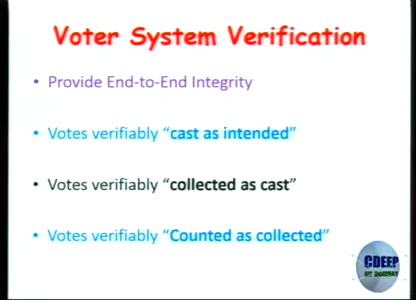 Voter System Verification
• Provide End-to-End Integrity
• Votes verifiably “cast as intended”
• Votes verifiably “collected as cast”
• Votes verifiably “Counted as collected”
CDEEP
IIT BOMBAY